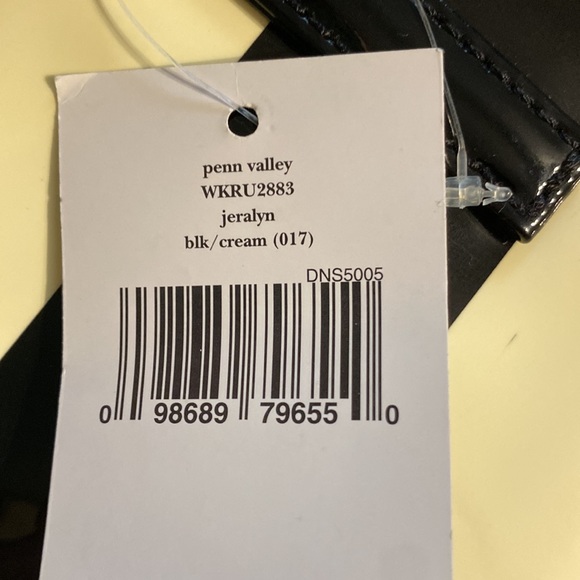 penn valley
WKRU2883
jeralyn
blk/cream (017)
DNS5005
0 98689 79655 0